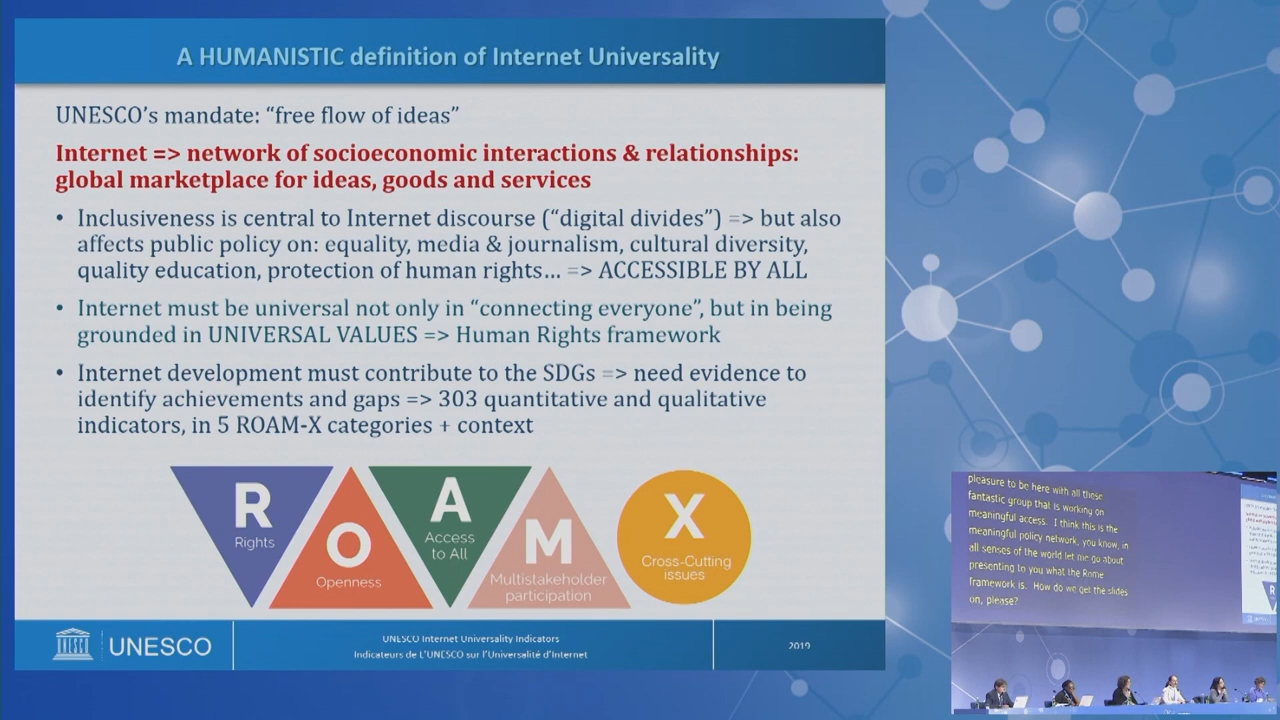 A HUMANISTIC definition of Internet Universality
UNESCO's mandate: “free flow of ideas”
Internet => network of socioeconomic interactions & relationships:
global marketplace for ideas, goods and services
• Inclusiveness is central to Internet discourse (“digital divides”) => but also
affects public policy on: equality, media & journalism, cultural diversity,
quality education, protection of human rights… => ACCESSIBLE BY ALL
• Internet must be universal not only in “connecting everyone”, but in being
grounded in UNIVERSAL VALUES => Human Rights framework
• Internet development must contribute to the SDGs => need evidence to
identify achievements and gaps => 303 quantitative and qualitative
indicators, in 5 ROAM-X categories + context
R
Rights
O
Openness
A
Access
to All
M
Multistakeholder
participation
X
Cross-Cutting
issues
UNESCO
UNESCO
UNESCO Internet Universality Indicators
Indicateurs de L'UNESCO sur l'Universalité d'Internet
2019
pleasure to be here with all these
fantastic group that is working on
meaningful access. I think this is the
meaningful policy network, you know, in
all senses of the world let me go about
presenting to you what the Rome
framework is. How do we get the slides
on, please?